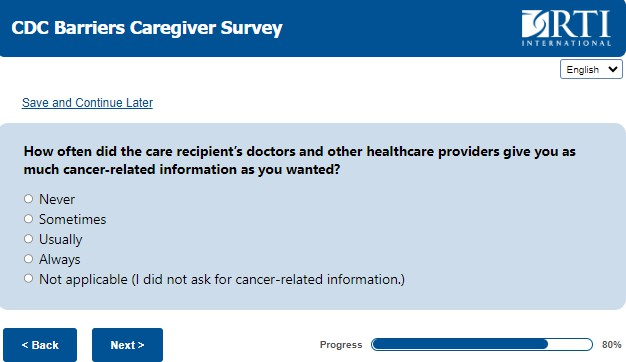 CDC Barriers Caregiver Survey
RTI
INTERNATIONAL
English
Save and Continue Later
How often did the care recipient's doctors and other healthcare providers give you as
much cancer-related information as you wanted?
Never
Sometimes
Usually
Always
Not applicable (I did not ask for cancer-related information.)
< Back
Next >
Progress
80%